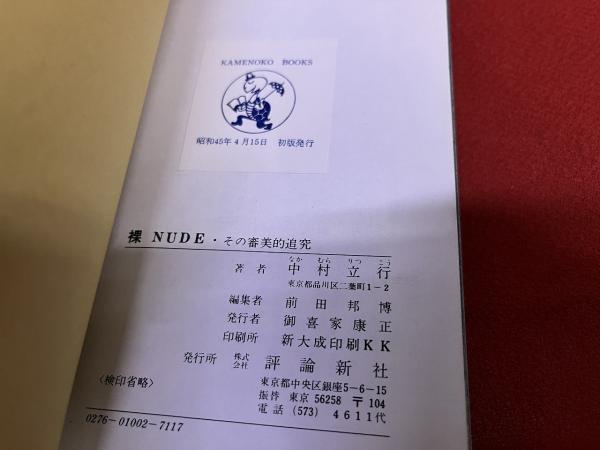 KAMENOKO BOOKS
昭和45年4月15日 初版発行
裸 NUDE・その審美的追究
なか むら りつ こう
著者 中村立行
東京都品川区二葉町1-2
編集者 前田邦博
発行者 御喜家康正
印刷所 新大成印刷KK
発行所 株式会社 評論新社
〈検印省略〉
東京都中央区銀座5-6-15
振替 東京 56258 〒104
電話 (573) 4611代
0276-01002-7117